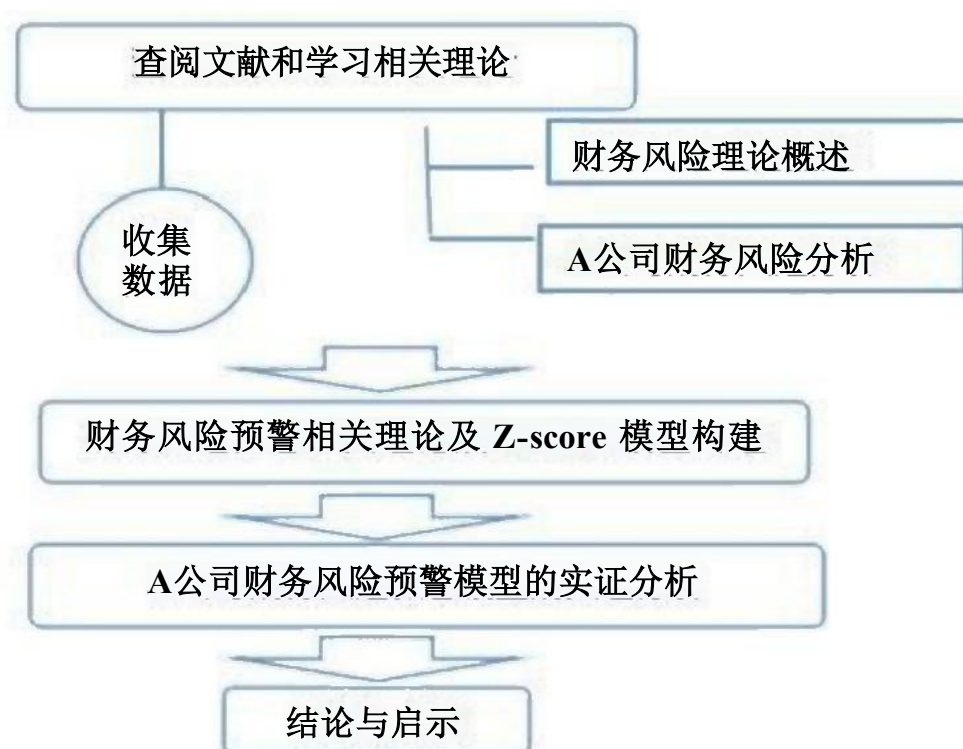 查阅文献和学习相关理论
财务风险理论概述
收集
数据
A公司财务风险分析
财务风险预警相关理论及 Z-score 模型构建
A公司财务风险预警模型的实证分析
结论与启示